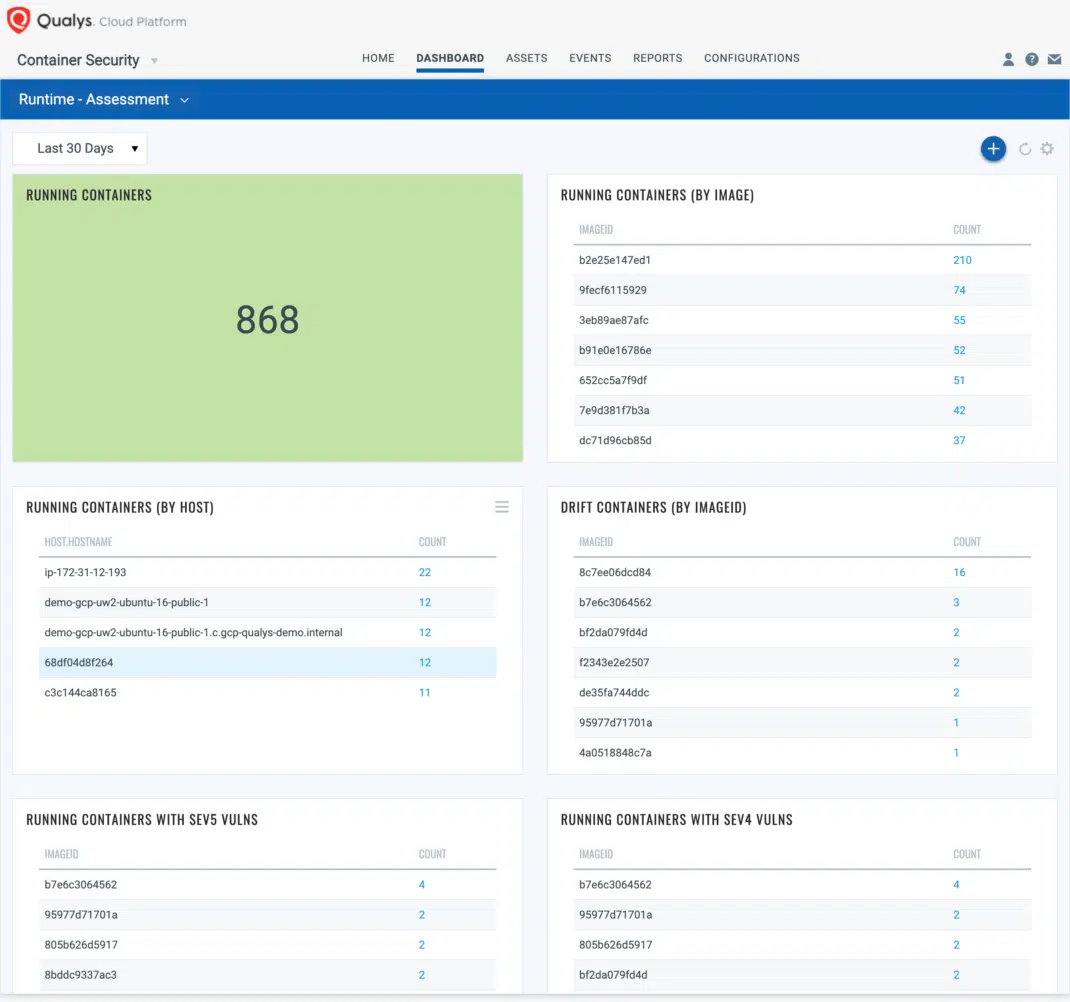 Qualys. Cloud Platform
Container Security
HOME DASHBOARD ASSETS EVENTS REPORTS CONFIGURATIONS
Runtime - Assessment
Last 30 Days
RUNNING CONTAINERS
868
RUNNING CONTAINERS (BY IMAGE)
IMAGEID COUNT
b2e25e147ed1 210
9fecf6115929 74
3eb89ae87afc 55
b91e0e16786e 52
652cc5a7f9df 51
7e9d381f7b3a 42
dc71d96cb85d 37
RUNNING CONTAINERS (BY HOST)
HOST.HOSTNAME COUNT
ip-172-31-12-193 22
demo-gcp-uw2-ubuntu-16-public-1 12
demo-gcp-uw2-ubuntu-16-public-1.c.gcp-qualys-demo.internal 12
68df04d8f264 12
c3c144ca8165 11
DRIFT CONTAINERS (BY IMAGEID)
IMAGEID COUNT
8c7ee06dcd84 16
b7e6c3064562 3
bf2da079fd4d 2
f2343e2e2507 2
de35fa744ddc 2
95977d71701a 1
4a0518848c7a 1
RUNNING CONTAINERS WITH SEV5 VULNS
IMAGEID COUNT
b7e6c3064562 4
95977d71701a 2
805b626d5917 2
8bddc9337ac3 2
RUNNING CONTAINERS WITH SEV4 VULNS
IMAGEID COUNT
b7e6c3064562 4
95977d71701a 2
805b626d5917 2
bf2da079fd4d 2